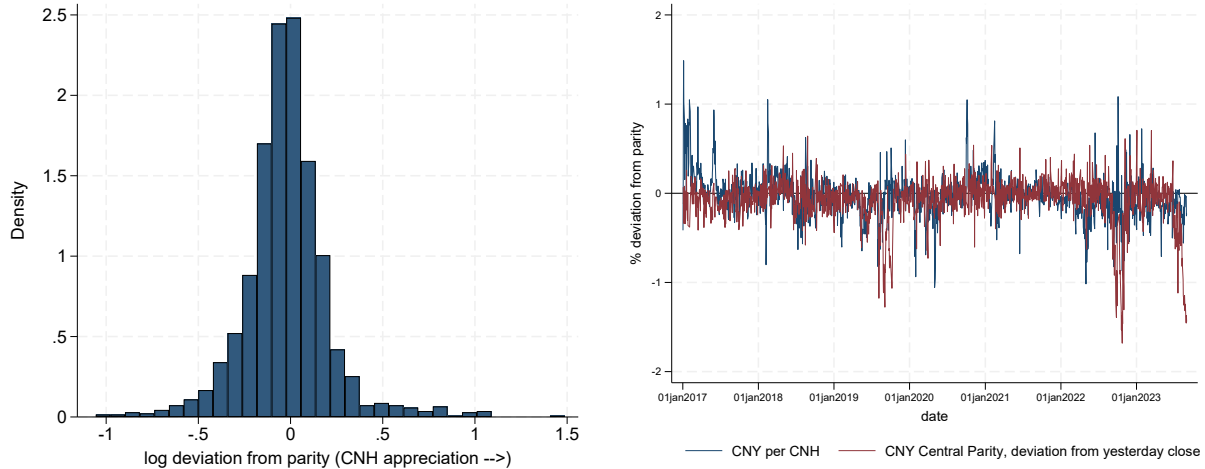 2.5
2
1.5
1
.5
0
Density
-1
-.5
0
.5
1
1.5
log deviation from parity (CNH appreciation -->)
2
1
0
-1
-2
% deviation from parity
01jan2017
01jan2018
01jan2019
01jan2020
01jan2021
01jan2022
01jan2023
date
CNY per CNH
CNY Central Parity, deviation from yesterday close